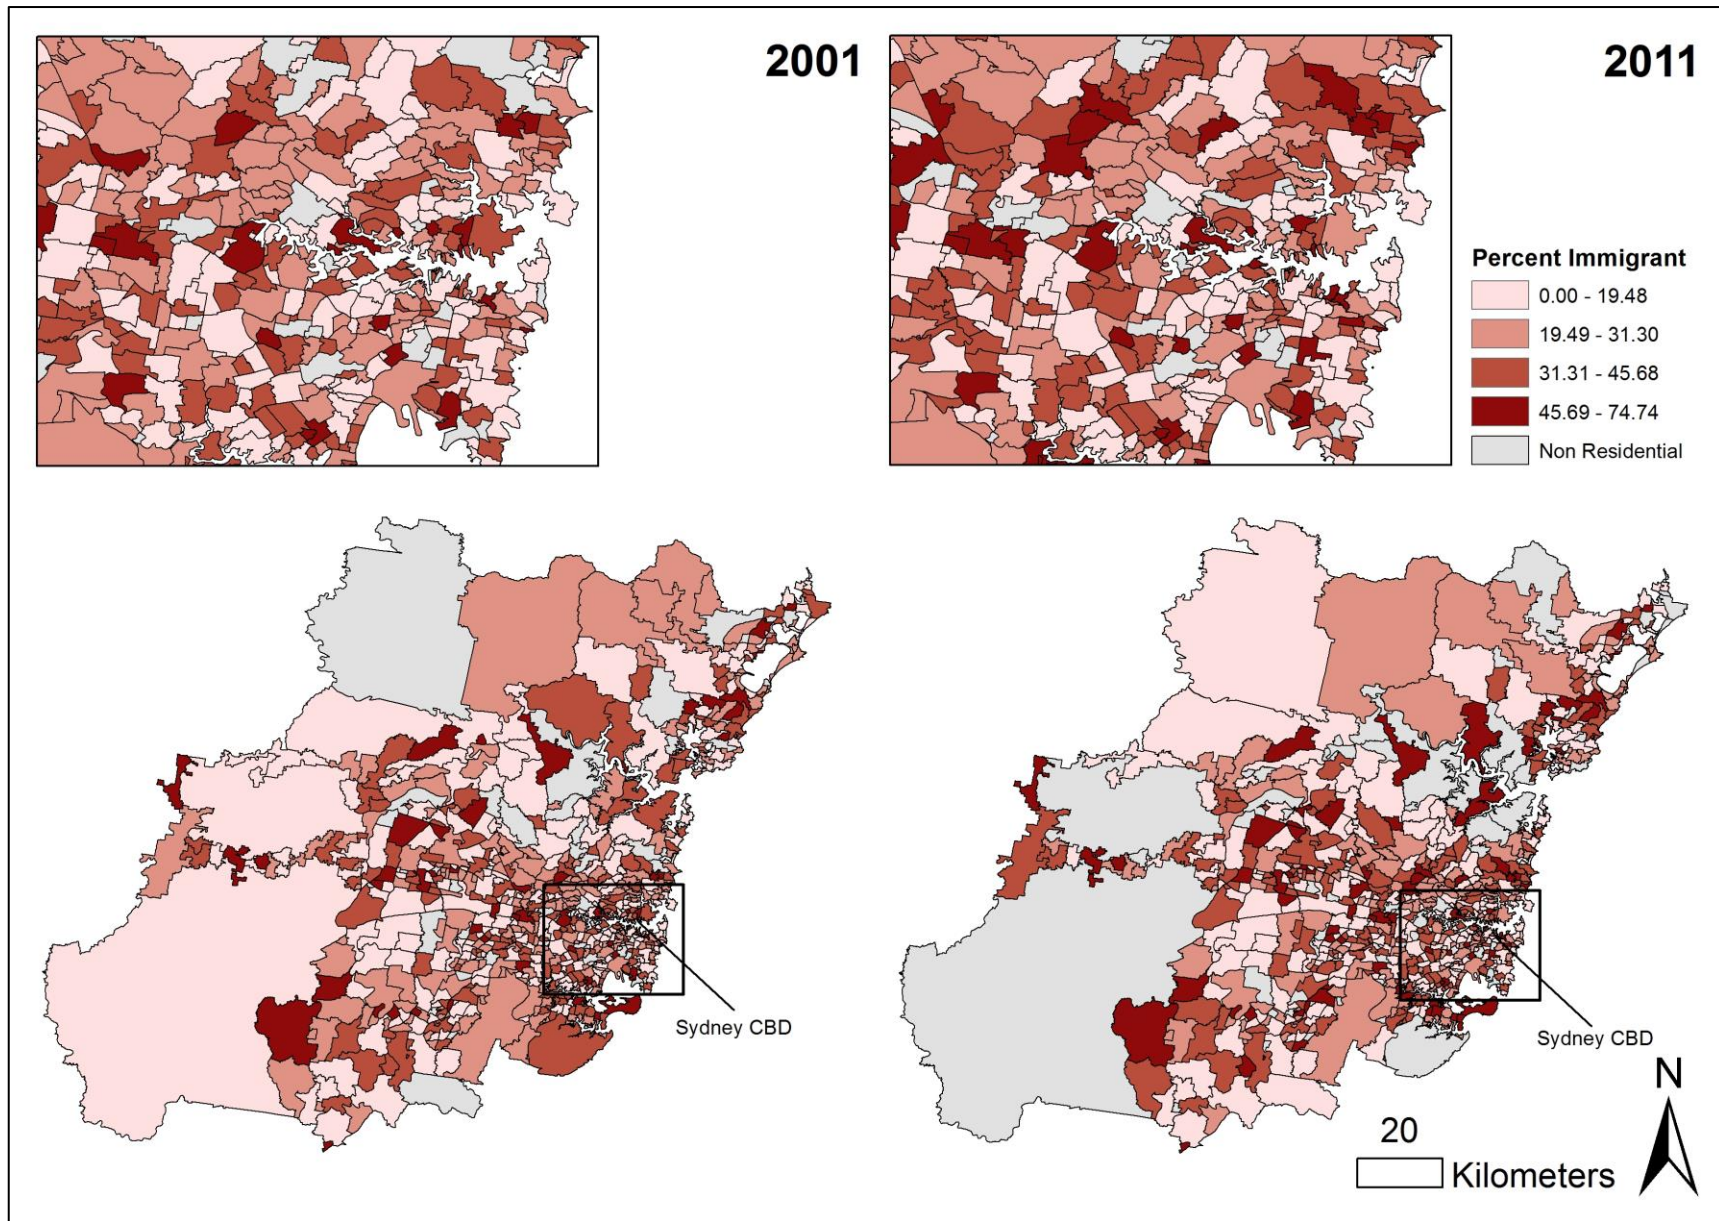 2001
2011
Percent Immigrant
0.00 - 19.48
19.49 - 31.30
31.31 - 45.68
45.69 - 74.74
Non Residential
Sydney CBD
Sydney CBD
N
20
Kilometers